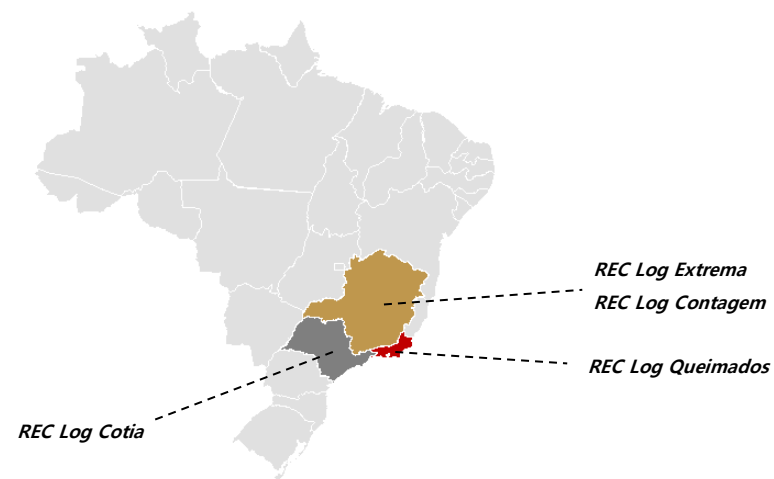 REC Log Extrema
REC Log Contagem
REC Log Queimados
REC Log Cotia